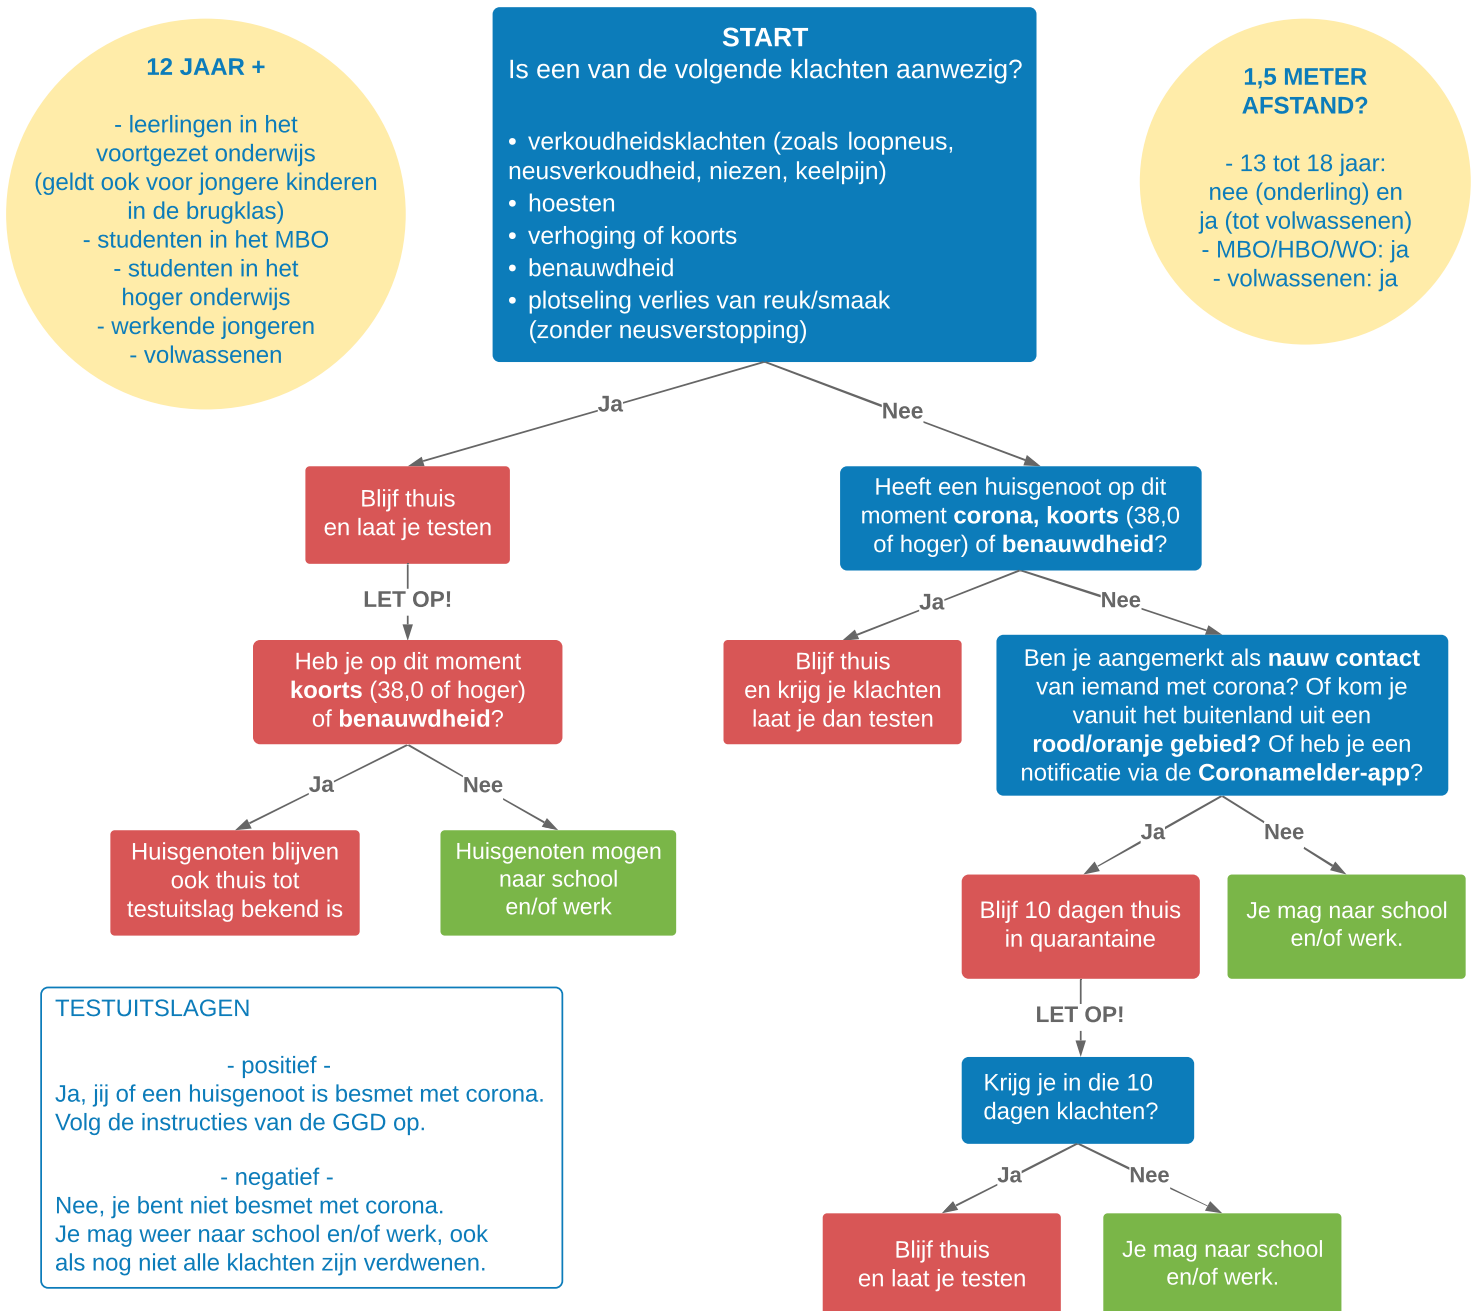 12 JAAR +
- leerlingen in het
voortgezet onderwijs
(geldt ook voor jongere kinderen
in de brugklas)
- studenten in het MBO
- studenten in het
hoger onderwijs
- werkende jongeren
- volwassenen
START
Is een van de volgende klachten aanwezig?
• verkoudheidsklachten (zoals loopneus,
neusverkoudheid, niezen, keelpijn)
• hoesten
• verhoging of koorts
• benauwdheid
• plotseling verlies van reuk/smaak
(zonder neusverstopping)
1,5 METER
AFSTAND?
- 13 tot 18 jaar:
nee (onderling) en
ja (tot volwassenen)
- MBO/HBO/WO: ja
- volwassenen: ja
Ja
Nee
Blijf thuis
en laat je testen
Heeft een huisgenoot op dit
moment corona, koorts (38,0
of hoger) of benauwdheid?
LET OP!
Ja
Nee
Heb je op dit moment
koorts (38,0 of hoger)
of benauwdheid?
Blijf thuis
en krijg je klachten
laat je dan testen
Ben je aangemerkt als nauw contact
van iemand met corona? Of kom je
vanuit het buitenland uit een
rood/oranje gebied? Of heb je een
notificatie via de Coronamelder-app?
Ja
Nee
Huisgenoten blijven
ook thuis tot
testuitslag bekend is
Huisgenoten mogen
naar school
en/of werk
Ja
Nee
Blijf 10 dagen thuis
in quarantaine
Je mag naar school
en/of werk.
LET OP!
Krijg je in die 10
dagen klachten?
Ja
Nee
Blijf thuis
en laat je testen
Je mag naar school
en/of werk.
TESTUITSLAGEN
- positief -
Ja, jij of een huisgenoot is besmet met corona.
Volg de instructies van de GGD op.
- negatief -
Nee, je bent niet besmet met corona.
Je mag weer naar school en/of werk, ook
als nog niet alle klachten zijn verdwenen.